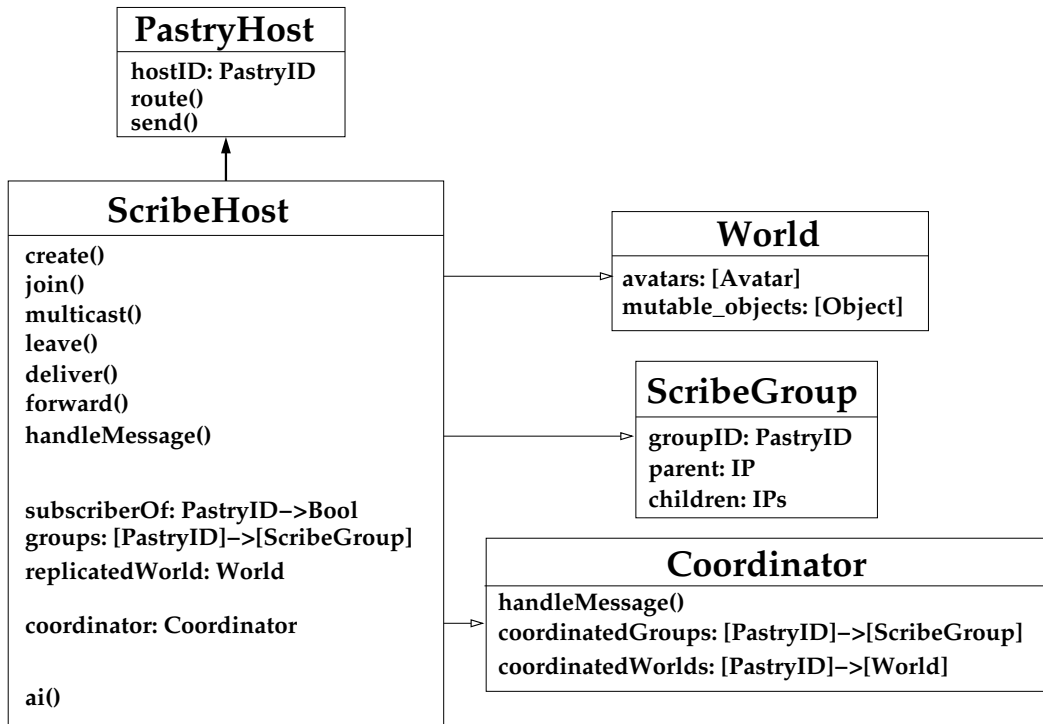 PastryHost
hostID: PastryID
route()
send()
ScribeHost
create()
join()
multicast()
leave()
deliver()
forward()
handleMessage()
subscriberOf: PastryID−>Bool
groups: [PastryID]−>[ScribeGroup]
replicatedWorld: World
coordinator: Coordinator
ai()
World
avatars: [Avatar]
mutable_objects: [Object]
ScribeGroup
groupID: PastryID
parent: IP
children: IPs
Coordinator
handleMessage()
coordinatedGroups: [PastryID]−>[ScribeGroup]
coordinatedWorlds: [PastryID]−>[World]